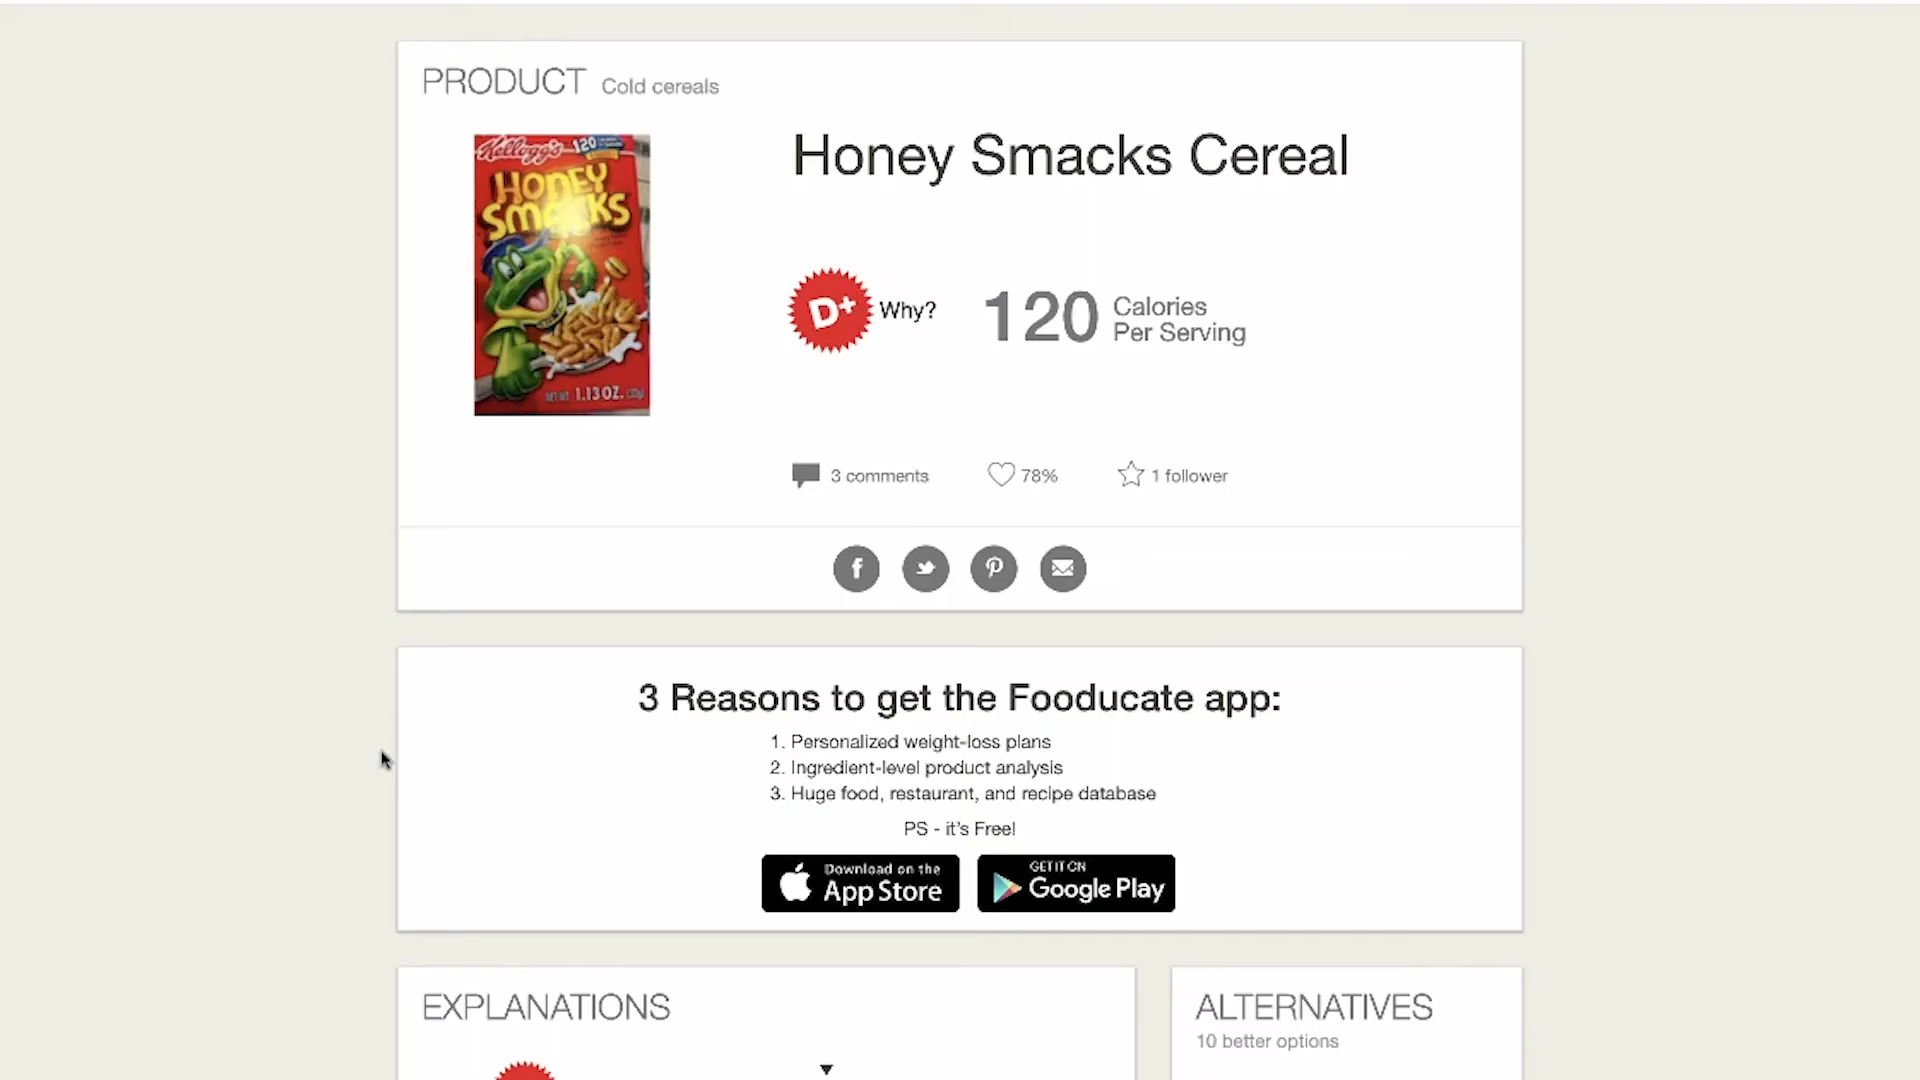 PRODUCT Cold cereals
Kellogg's 120
HONEY
SMACKS
NET WT. 1.13 OZ.
Honey Smacks Cereal
D+ Why?
120 Calories
Per Serving
3 comments 78% 1 follower
3 Reasons to get the Fooducate app:
1. Personalized weight-loss plans
2. Ingredient-level product analysis
3. Huge food, restaurant, and recipe database
PS - it's Free!
Download on the
App Store
GET IT ON
Google Play
EXPLANATIONS
ALTERNATIVES
10 better options